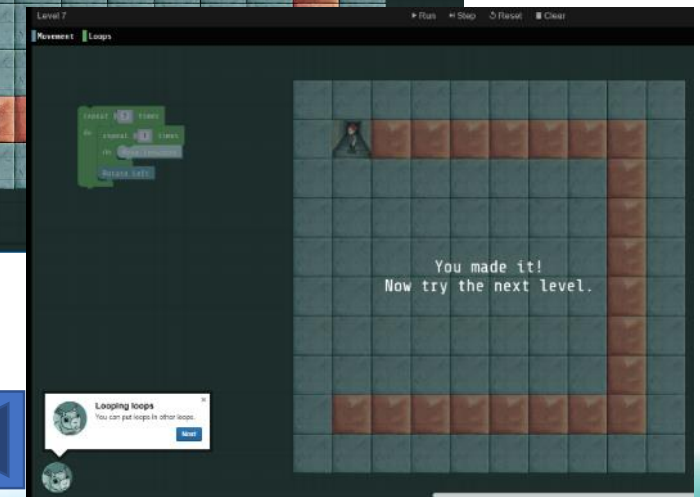 Level 7
Run Step Reset Clear
Movement Loops
repeat times
do repeat times
do
Rotate Left
You made it!
Now try the next level.
Looping loops
You can put loops in other loops.
Next